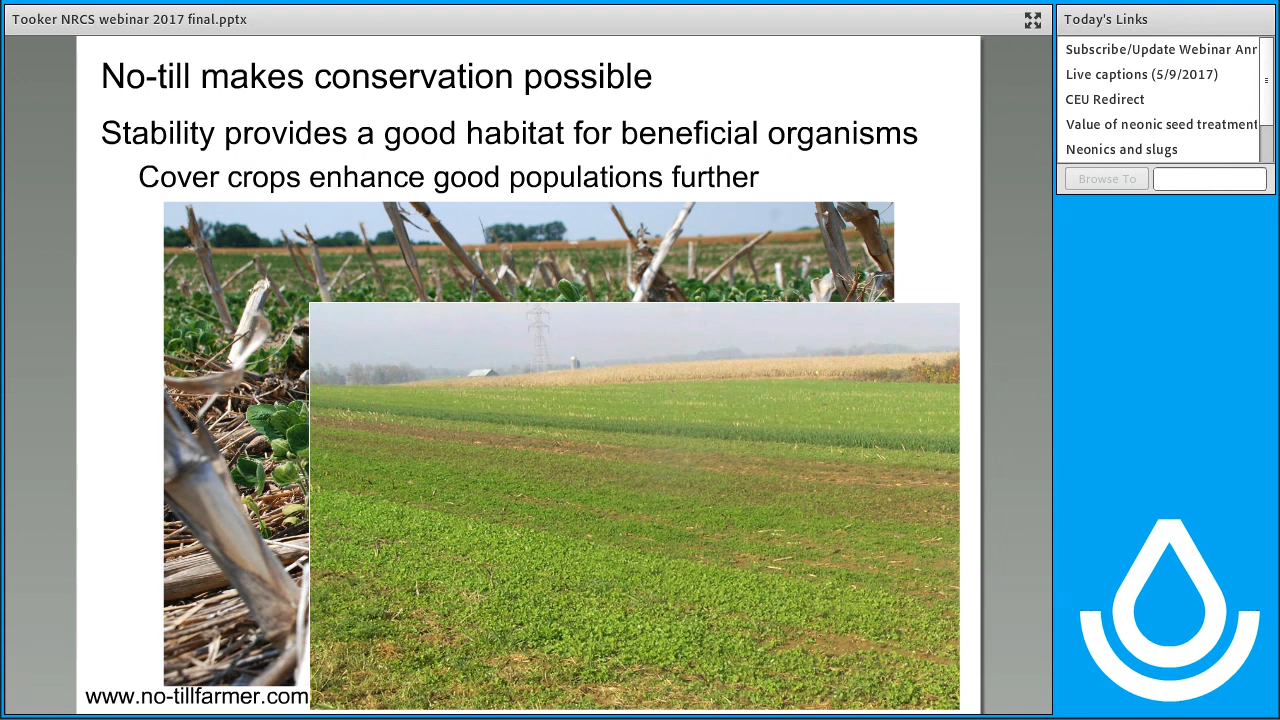 Tooker NRCS webinar 2017 final.pptx
No-till makes conservation possible
Stability provides a good habitat for beneficial organisms
Cover crops enhance good populations further
www.no-tillfarmer.com
Today's Links
Subscribe/Update Webinar Anr
Live captions (5/9/2017)
CEU Redirect
Value of neonic seed treatment
Neonics and slugs
Browse To